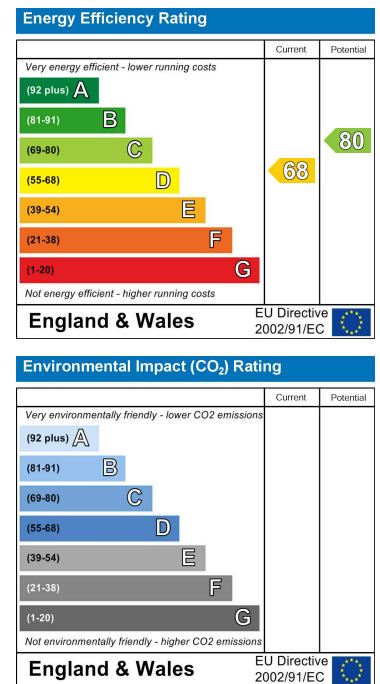 Energy Efficiency Rating
Current Potential
Very energy efficient - lower running costs
(92 plus) A
(81-91) B
(69-80) C
(55-68) D
(39-54) E
(21-38) F
(1-20) G
68
80
Not energy efficient - higher running costs
England & Wales
EU Directive
2002/91/EC
Environmental Impact (CO₂) Rating
Current Potential
Very environmentally friendly - lower CO2 emissions
(92 plus) A
(81-91) B
(69-80) C
(55-68) D
(39-54) E
(21-38) F
(1-20) G
Not environmentally friendly - higher CO2 emissions
England & Wales
EU Directive
2002/91/EC